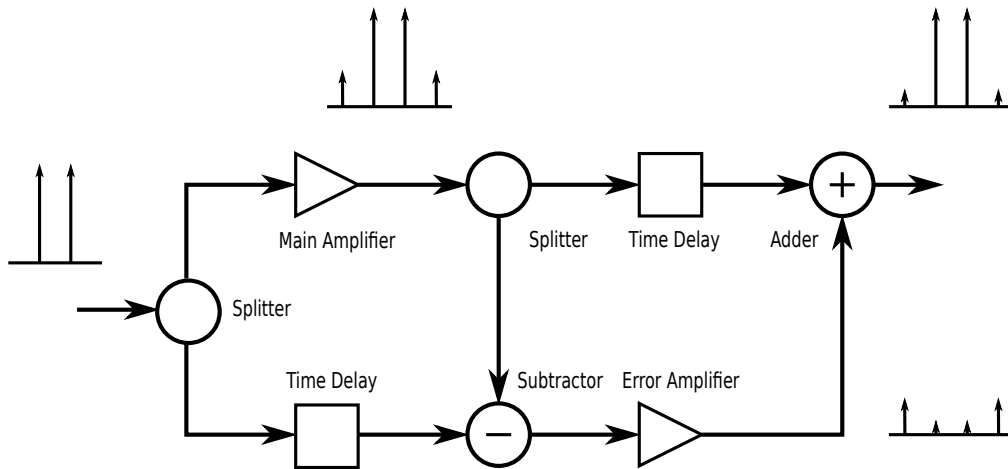 +
Main Amplifier
Splitter
Time Delay
Adder
Splitter
Time Delay
Subtractor
Error Amplifier
−